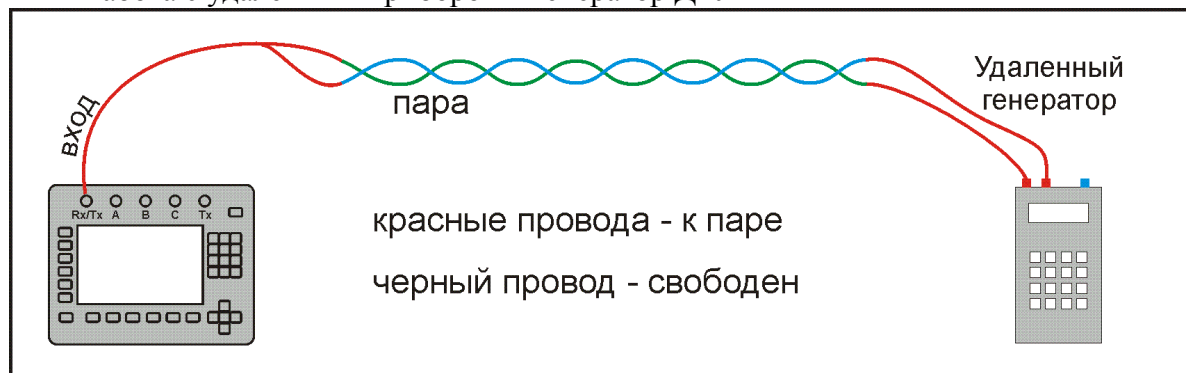 Удаленный
генератор
пара
вход
Rx/Tx A B C Tx
красные провода - к паре
черный провод - свободен